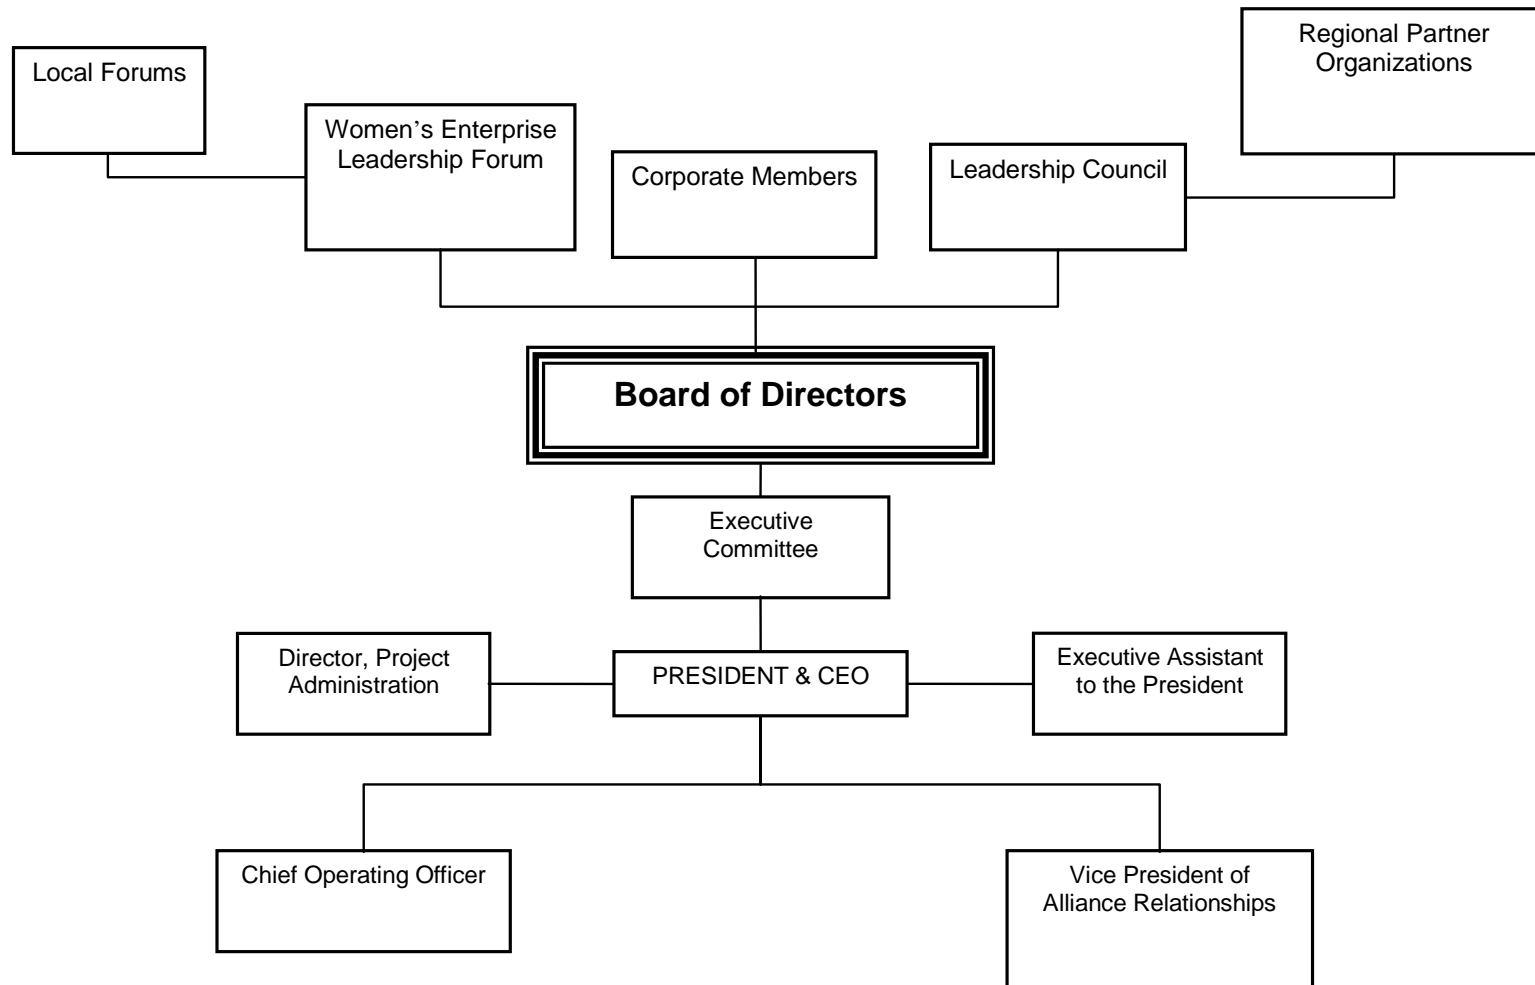 Local Forums
Women’s Enterprise
Leadership Forum
Corporate Members
Leadership Council
Regional Partner
Organizations
Board of Directors
Executive
Committee
Director, Project
Administration
PRESIDENT & CEO
Executive Assistant
to the President
Chief Operating Officer
Vice President of
Alliance Relationships